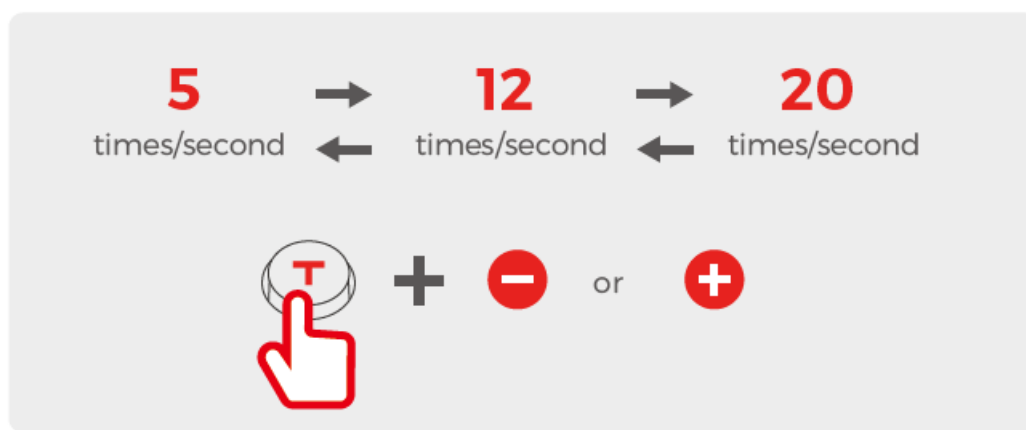 5 → 12 → 20
times/second ← times/second ← times/second
T + - or +